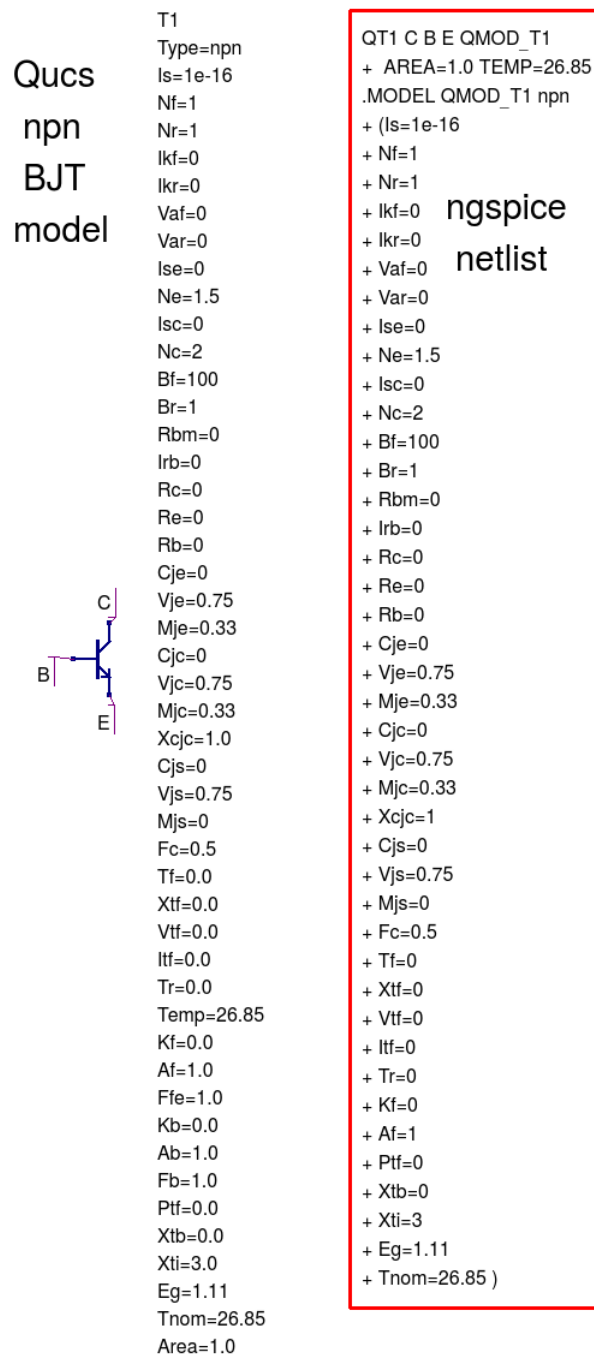 Qucs
npn
BJT
model
T1
Type=npn
Is=1e-16
Nf=1
Nr=1
Ikf=0
Ikr=0
Vaf=0
Var=0
Ise=0
Ne=1.5
Isc=0
Nc=2
Bf=100
Br=1
Rbm=0
Irb=0
Rc=0
Re=0
Rb=0
Cje=0
Vje=0.75
Mje=0.33
Cjc=0
Vjc=0.75
Mjc=0.33
Xcjc=1.0
Cjs=0
Vjs=0.75
Mjs=0
Fc=0.5
Tf=0.0
Xtf=0.0
Vtf=0.0
Itf=0.0
Tr=0.0
Temp=26.85
Kf=0.0
Af=1.0
Ffe=1.0
Kb=0.0
Ab=1.0
Fb=1.0
Ptf=0.0
Xtb=0.0
Xti=3.0
Eg=1.11
Tnom=26.85
Area=1.0
C
B
E
QT1 C B E QMOD_T1
+ AREA=1.0 TEMP=26.85
.MODEL QMOD_T1 npn
+ (Is=1e-16
+ Nf=1
+ Nr=1
+ Ikf=0
+ Ikr=0
+ Vaf=0
+ Var=0
+ Ise=0
+ Ne=1.5
+ Isc=0
+ Nc=2
+ Bf=100
+ Br=1
+ Rbm=0
+ Irb=0
+ Rc=0
+ Re=0
+ Rb=0
+ Cje=0
+ Vje=0.75
+ Mje=0.33
+ Cjc=0
+ Vjc=0.75
+ Mjc=0.33
+ Xcjc=1
+ Cjs=0
+ Vjs=0.75
+ Mjs=0
+ Fc=0.5
+ Tf=0
+ Xtf=0
+ Vtf=0
+ Itf=0
+ Tr=0
+ Kf=0
+ Af=1
+ Ptf=0
+ Xtb=0
+ Xti=3
+ Eg=1.11
+ Tnom=26.85 )
ngspice
netlist